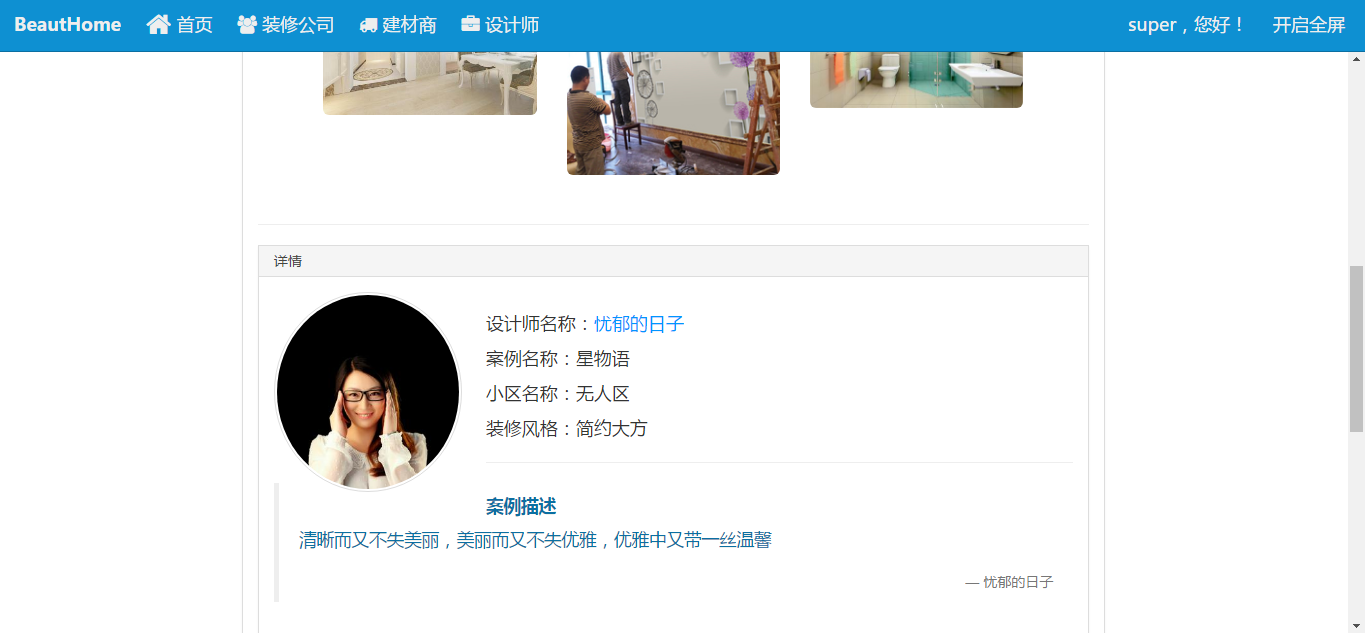 BeautHome 首页 装修公司 建材商 设计师 super，您好！ 开启全屏
详情
设计师名称：忧郁的日子
案例名称：星物语
小区名称：无人区
装修风格：简约大方
案例描述
清晰而又不失美丽，美丽而又不失优雅，优雅中又带一丝温馨
— 忧郁的日子